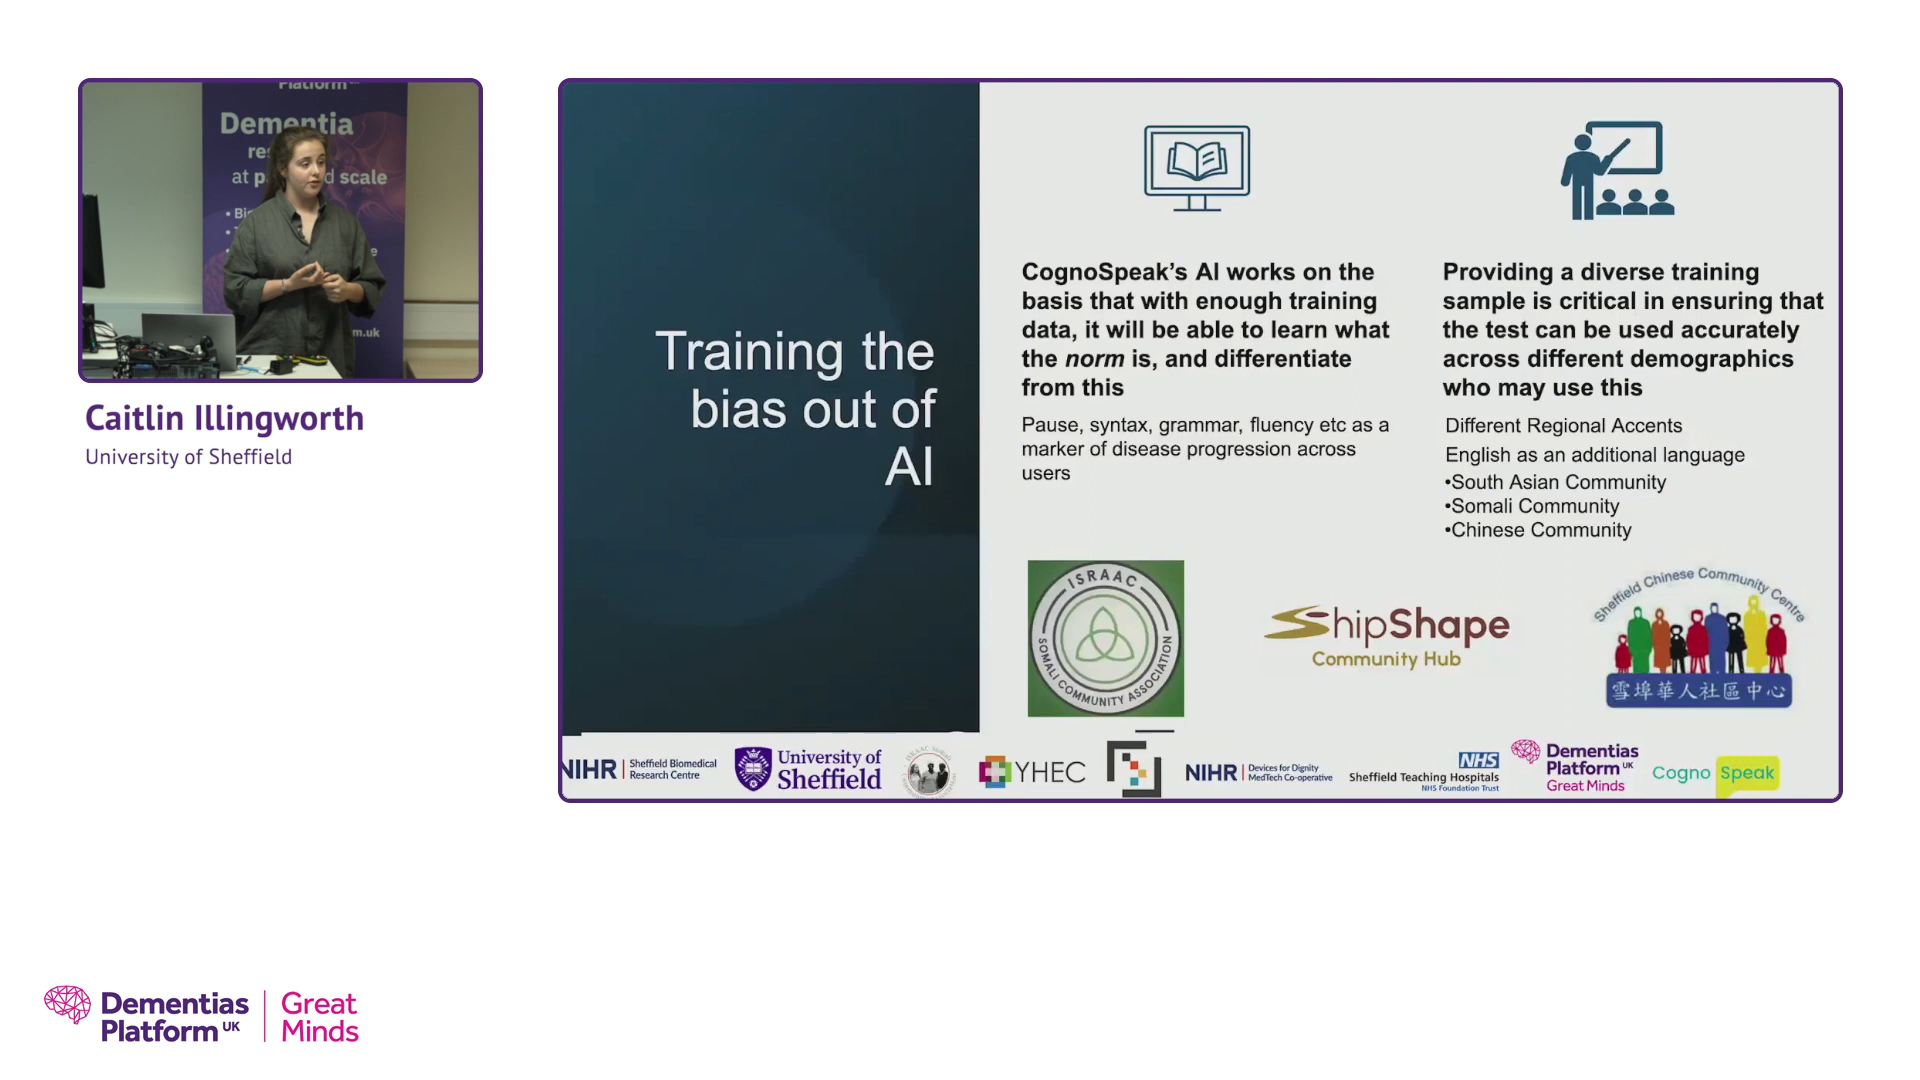 Platform
Dementia
at
scale
• Bi
m.uk
Caitlin Illingworth
University of Sheffield
Training the
bias out of
AI
CognoSpeak's AI works on the
basis that with enough training
data, it will be able to learn what
the norm is, and differentiate
from this
Pause, syntax, grammar, fluency etc as a
marker of disease progression across
users
Providing a diverse training
sample is critical in ensuring that
the test can be used accurately
across different demographics
who may use this
Different Regional Accents
English as an additional language
•South Asian Community
•Somali Community
•Chinese Community
ISRAAC
SOMALI COMMUNITY ASSOCIATION
ShipShape
Community Hub
Sheffield Chinese Community Centre
雪埠華人社區中心
NIHR | Sheffield Biomedical
Research Centre
University of
Sheffield
YHEC
NIHR | Devices for Dignity
MedTech Co-operative
NHS
Sheffield Teaching Hospitals
NHS Foundation Trust
Dementias
Platform UK
Great Minds
Cogno Speak
Dementias
Platform UK
Great
Minds